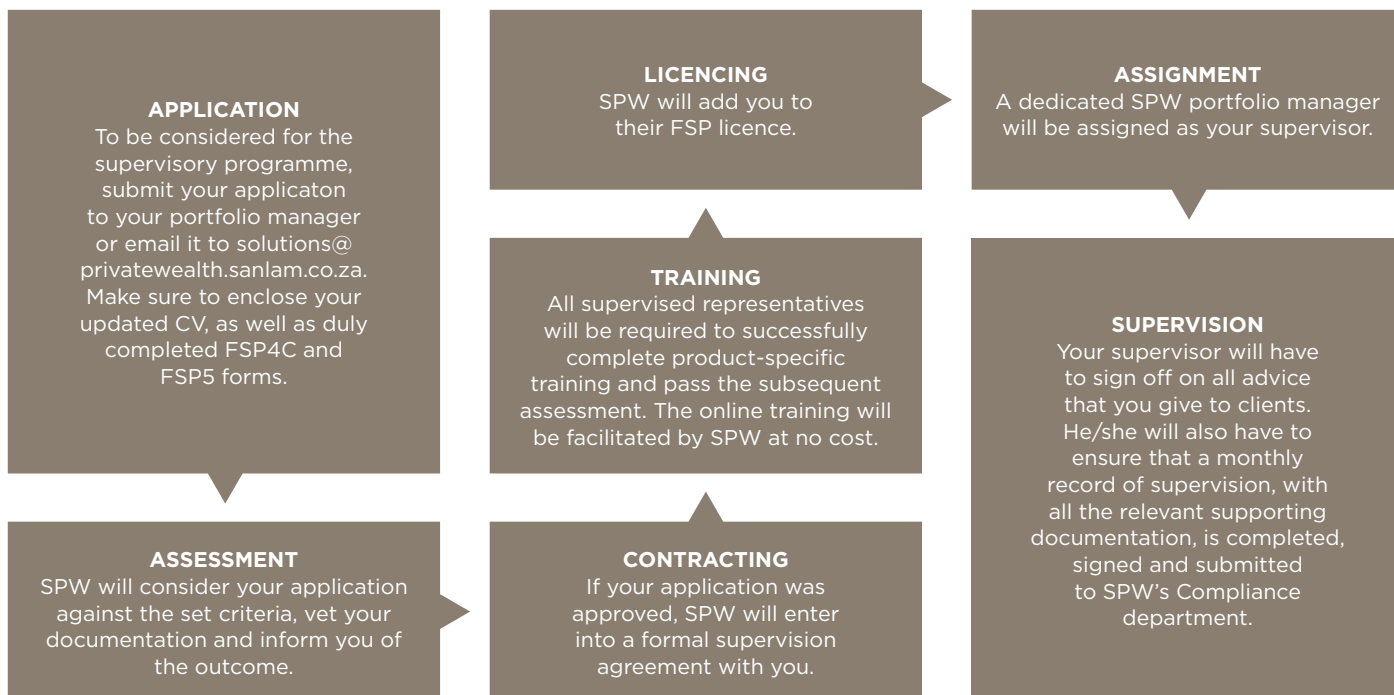 APPLICATION
To be considered for the
supervisory programme,
submit your applicaton
to your portfolio manager
or email it to solutions@
privatewealth.sanlam.co.za.
Make sure to enclose your
updated CV, as well as duly
completed FSP4C and
FSP5 forms.
ASSESSMENT
SPW will consider your application
against the set criteria, vet your
documentation and inform you of
the outcome.
CONTRACTING
If your application was
approved, SPW will enter
into a formal supervision
agreement with you.
TRAINING
All supervised representatives
will be required to successfully
complete product-specific
training and pass the subsequent
assessment. The online training will
be facilitated by SPW at no cost.
LICENCING
SPW will add you to
their FSP licence.
ASSIGNMENT
A dedicated SPW portfolio manager
will be assigned as your supervisor.
SUPERVISION
Your supervisor will have
to sign off on all advice
that you give to clients.
He/she will also have to
ensure that a monthly
record of supervision, with
all the relevant supporting
documentation, is completed,
signed and submitted
to SPW’s Compliance
department.